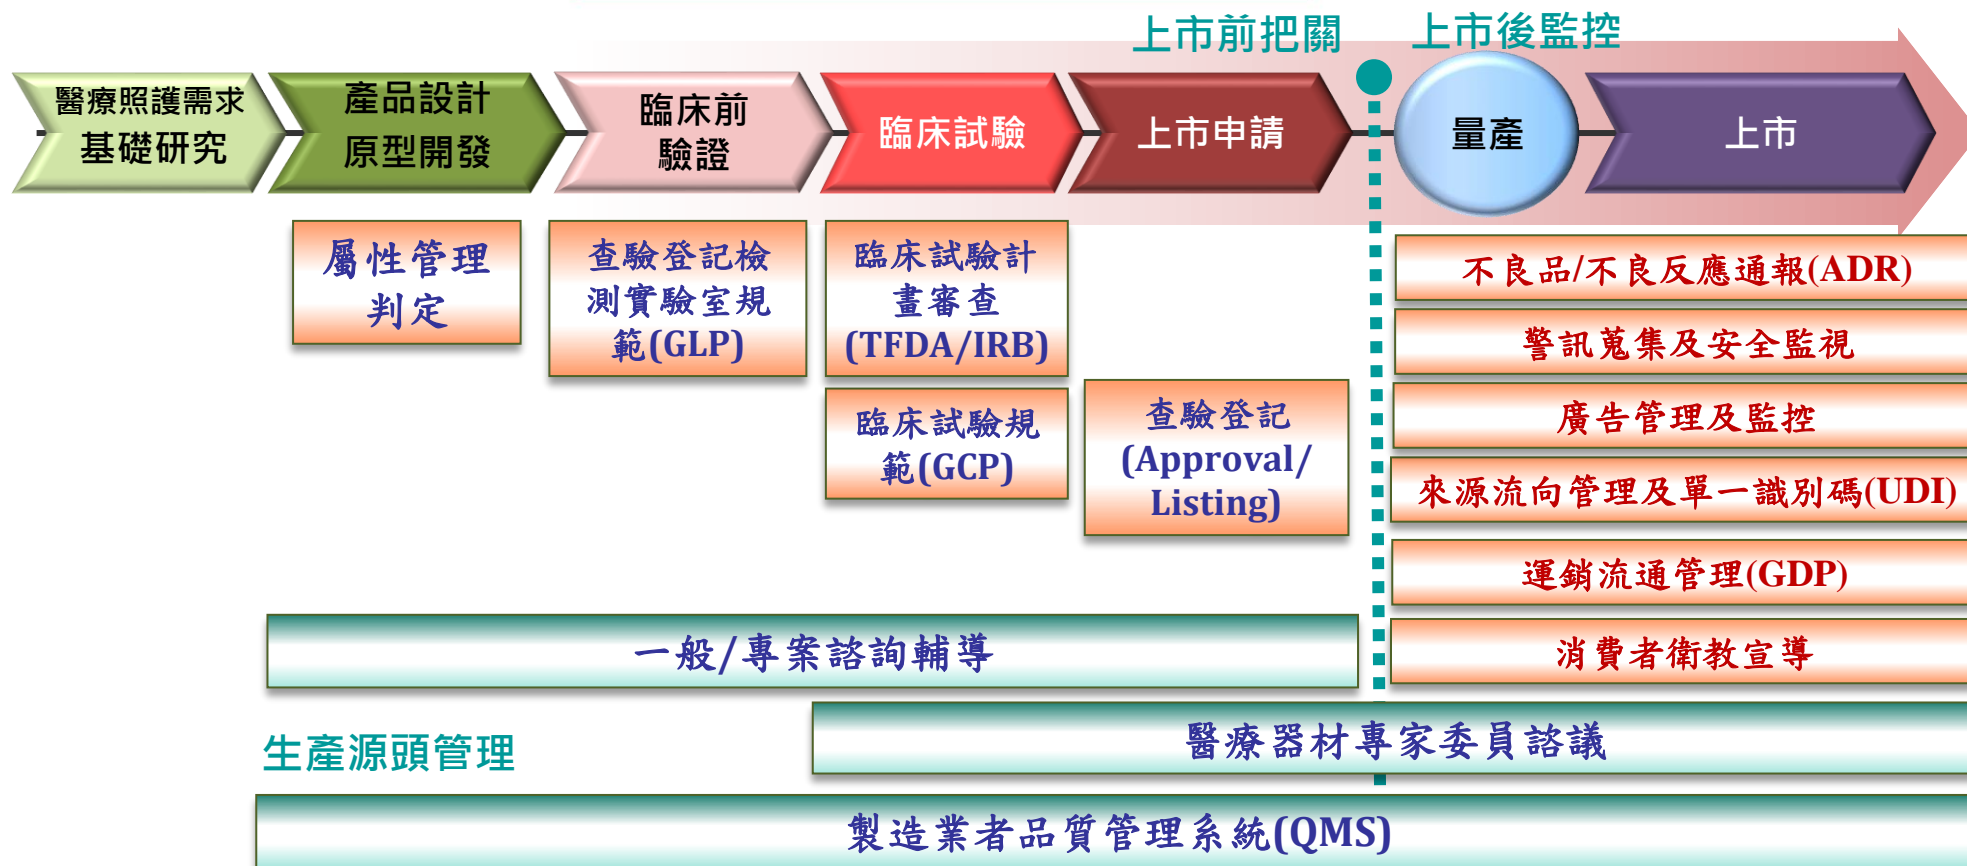 上市前把關
上市後監控
醫療照護需求
基礎研究
產品設計
原型開發
臨床前
驗證
臨床試驗
上市申請
量產
上市
屬性管理
判定
查驗登記檢
測實驗室規
範(GLP)
臨床試驗計
畫審查
(TFDA/IRB)
臨床試驗規
範(GCP)
查驗登記
(Approval/
Listing)
不良品/不良反應通報(ADR)
警訊蒐集及安全監視
廣告管理及監控
來源流向管理及單一識別碼(UDI)
運銷流通管理(GDP)
消費者衛教宣導
一般/專案諮詢輔導
醫療器材專家委員諮議
生產源頭管理
製造業者品質管理系統(QMS)